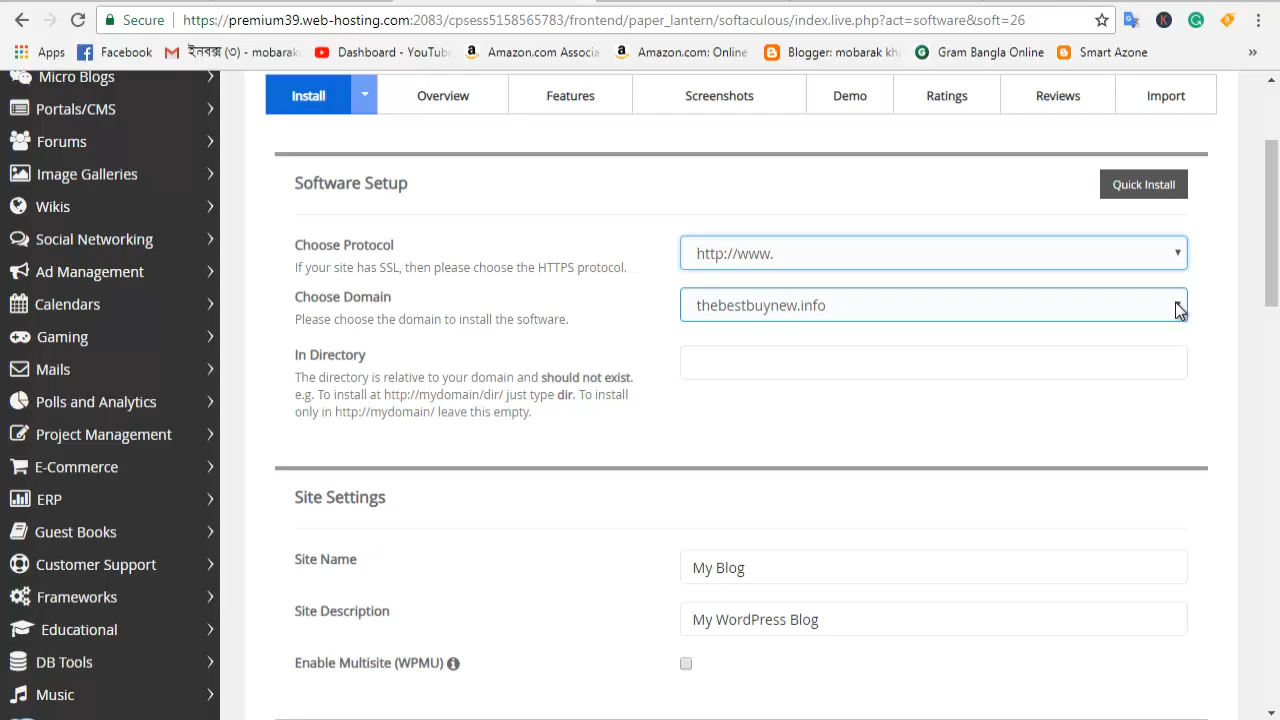 Secure
https://premium39.web-hosting.com:2083/cpsess5158565783/frontend/paper_lantern/softaculous/index.live.php?act=software&soft=26
Apps
Facebook
ইনবক্স (৩) - mobarak
Dashboard - YouTube
Amazon.com Associa
Amazon.com: Online
Blogger: mobarak kh
Gram Bangla Online
Smart Azone
»
Micro Blogs
Portals/CMS
Forums
Image Galleries
Wikis
Social Networking
Ad Management
Calendars
Gaming
Mails
Polls and Analytics
Project Management
E-Commerce
ERP
Guest Books
Customer Support
Frameworks
Educational
DB Tools
Music
Install
Overview
Features
Screenshots
Demo
Ratings
Reviews
Import
Software Setup
Quick Install
Choose Protocol
If your site has SSL, then please choose the HTTPS protocol.
http://www.
Choose Domain
Please choose the domain to install the software.
thebestbuynew.info
In Directory
The directory is relative to your domain and should not exist.
e.g. To install at http://mydomain/dir/ just type dir. To install
only in http://mydomain/ leave this empty.
Site Settings
Site Name
My Blog
Site Description
My WordPress Blog
Enable Multisite (WPMU)